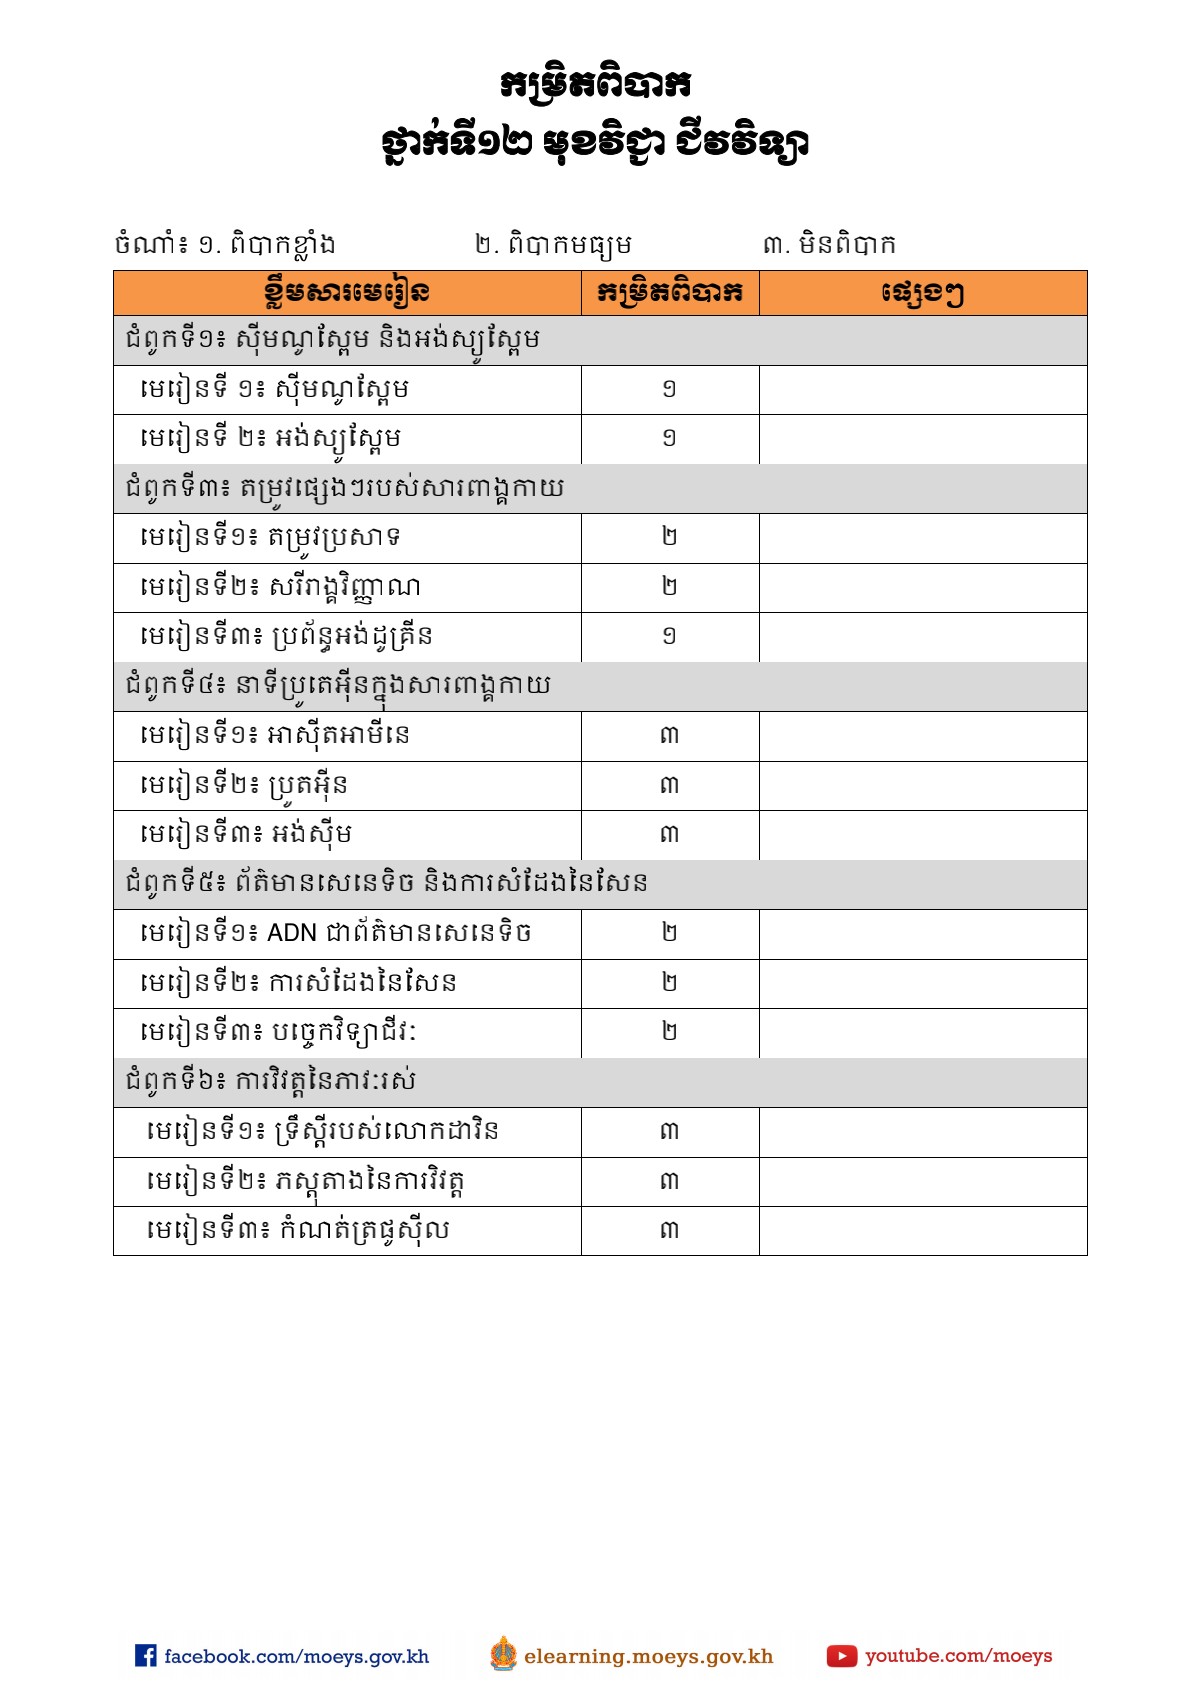 កម្រិតពិបាក
ថ្នាក់ទី១២ មុខវិជ្ជា ជីវវិទ្យា
ចំណាំ៖ ១. ពិបាកខ្លាំង ២. ពិបាកមធ្យម ៣. មិនពិបាក
ខ្លឹមសារមេរៀន កម្រិតពិបាក ផ្សេងៗ
ជំពូកទី១៖ ស៊ីមណូស្ពែម និងអង់ស្យូស្ពែម
មេរៀនទី ១៖ ស៊ីមណូស្ពែម ១
មេរៀនទី ២៖ អង់ស្យូស្ពែម ១
ជំពូកទី៣៖ តម្រូវផ្សេងៗរបស់សារពាង្គកាយ
មេរៀនទី១៖ តម្រូវប្រសាទ ២
មេរៀនទី២៖ សរីរាង្គវិញ្ញាណ ២
មេរៀនទី៣៖ ប្រព័ន្ធអង់ដូគ្រីន ១
ជំពូកទី៤៖ នាទីប្រូតេអ៊ីនក្នុងសារពាង្គកាយ
មេរៀនទី១៖ អាស៊ីតអាមីនេ ៣
មេរៀនទី២៖ ប្រូតអ៊ីន ៣
មេរៀនទី៣៖ អង់ស៊ីម ៣
ជំពូកទី៥៖ ព័ត៌មានសេនេទិច និងការសំដែងនៃសែន
មេរៀនទី១៖ ADN ជាព័ត៌មានសេនេទិច ២
មេរៀនទី២៖ ការសំដែងនៃសែន ២
មេរៀនទី៣៖ បច្ចេកវិទ្យាជីវៈ ២
ជំពូកទី៦៖ ការវិវត្តនៃភាវៈរស់
មេរៀនទី១៖ ទ្រឹស្តីរបស់លោកដាវិន ៣
មេរៀនទី២៖ ភស្តុតាងនៃការវិវត្ត ៣
មេរៀនទី៣៖ កំណត់ត្រផូស៊ីល ៣
facebook.com/moeys.gov.kh elearning.moeys.gov.kh youtube.com/moeys